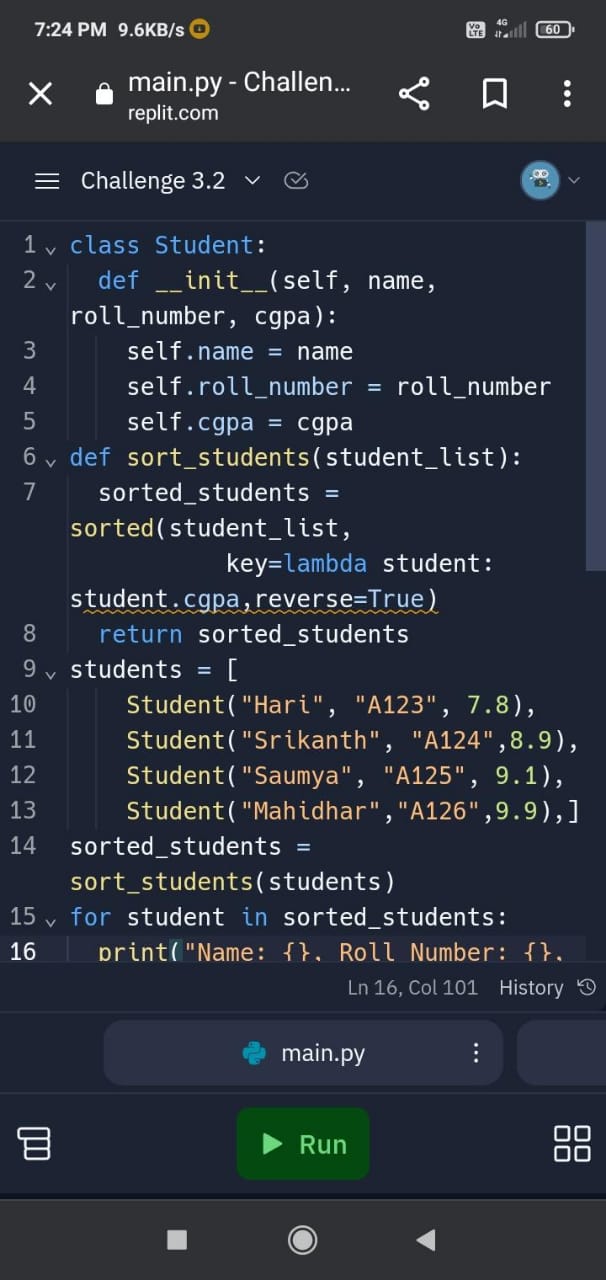 7:24 PM 9.6KB/s Vo LTE 4G 60
main.py - Challen...
replit.com
Challenge 3.2
1 class Student:
2 def __init__(self, name,
roll_number, cgpa):
3 self.name = name
4 self.roll_number = roll_number
5 self.cgpa = cgpa
6 def sort_students(student_list):
7 sorted_students =
sorted(student_list,
key=lambda student:
student.cgpa,reverse=True)
8 return sorted_students
9 students = [
10 Student("Hari", "A123", 7.8),
11 Student("Srikanth", "A124",8.9),
12 Student("Saumya", "A125", 9.1),
13 Student("Mahidhar","A126",9.9),]
14 sorted_students =
sort_students(students)
15 for student in sorted_students:
16 print("Name: {}, Roll Number: {},
Ln 16, Col 101 History
main.py
Run